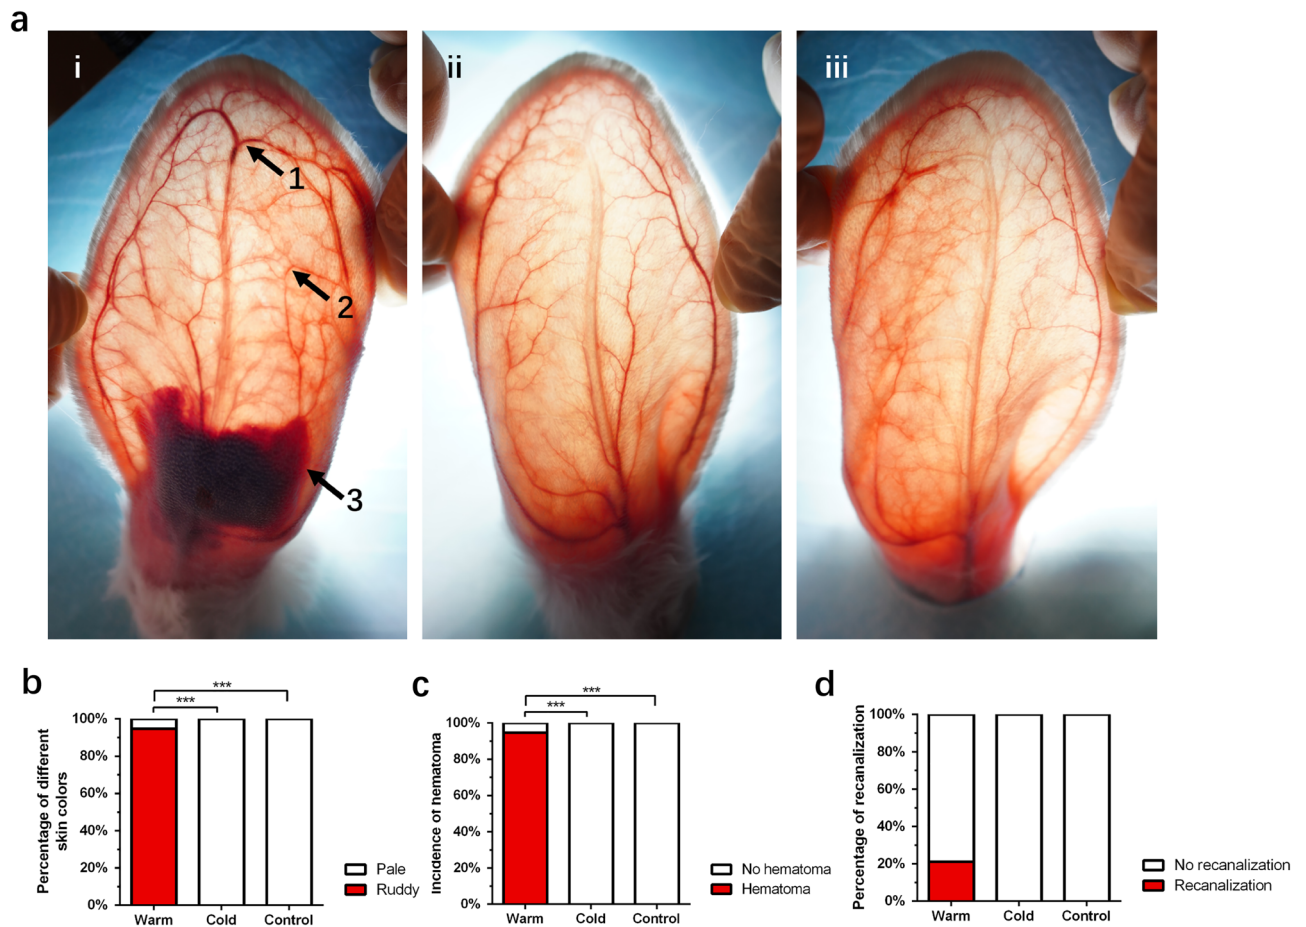 a
i
ii
iii
1
2
3
b
***
***
100%
80%
60%
40%
20%
0%
Percentage of different
skin colors
Warm
Cold
Control
Pale
Ruddy
c
***
***
100%
80%
60%
40%
20%
0%
Incidence of hematoma
Warm
Cold
Control
No hematoma
Hematoma
d
100%
80%
60%
40%
20%
0%
Percentage of recanalization
Warm
Cold
Control
No recanalization
Recanalization